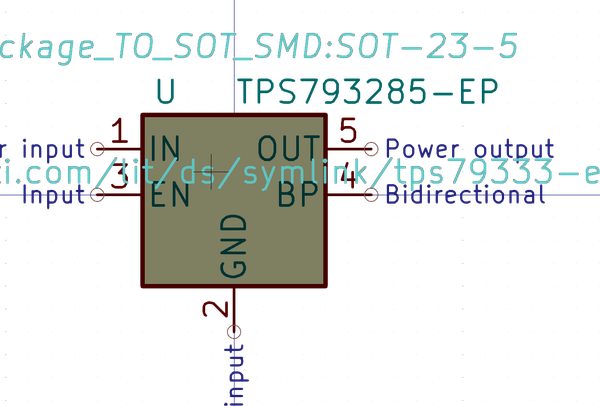 ckage_TO_SOT_SMD:SOT-23-5
U TPS793285-EP
r input 1 IN OUT 5 Power output
ti.com/lit/ds/symlink/tps79333-e
Input 3 EN BP 4 Bidirectional
GND
2
input